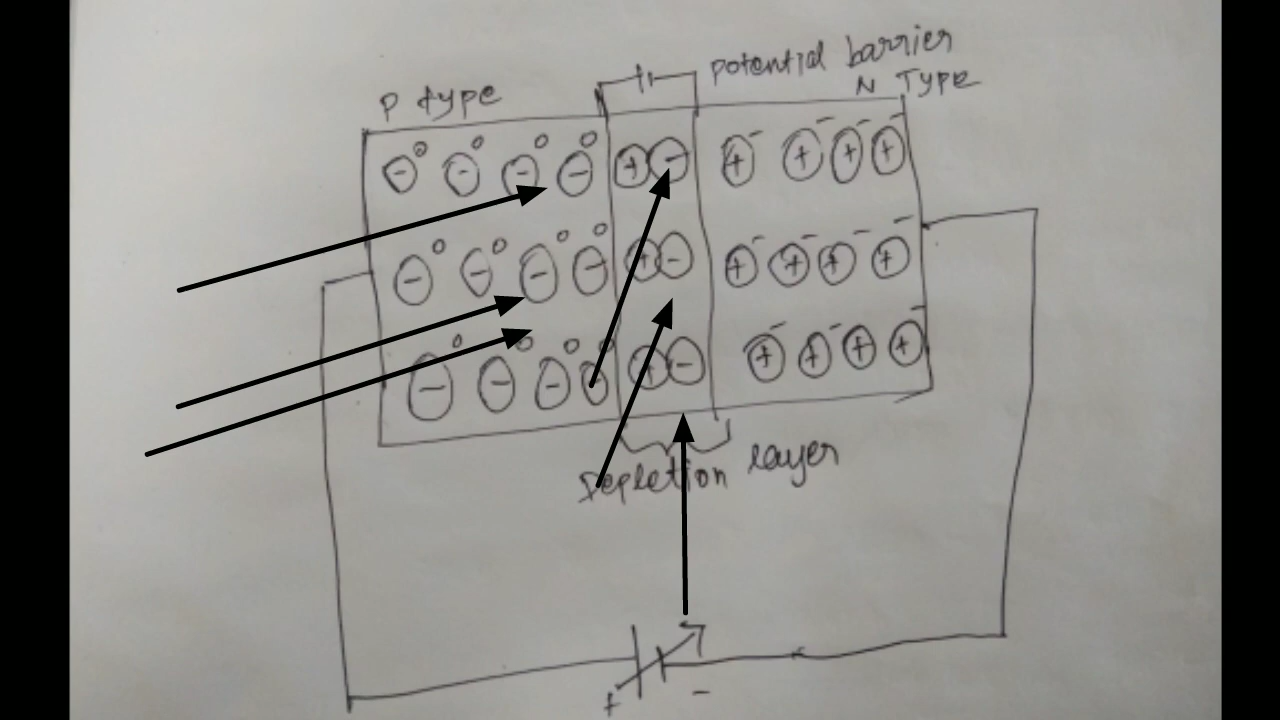 potential barrier
P type
N Type
Depletion layer
+ -